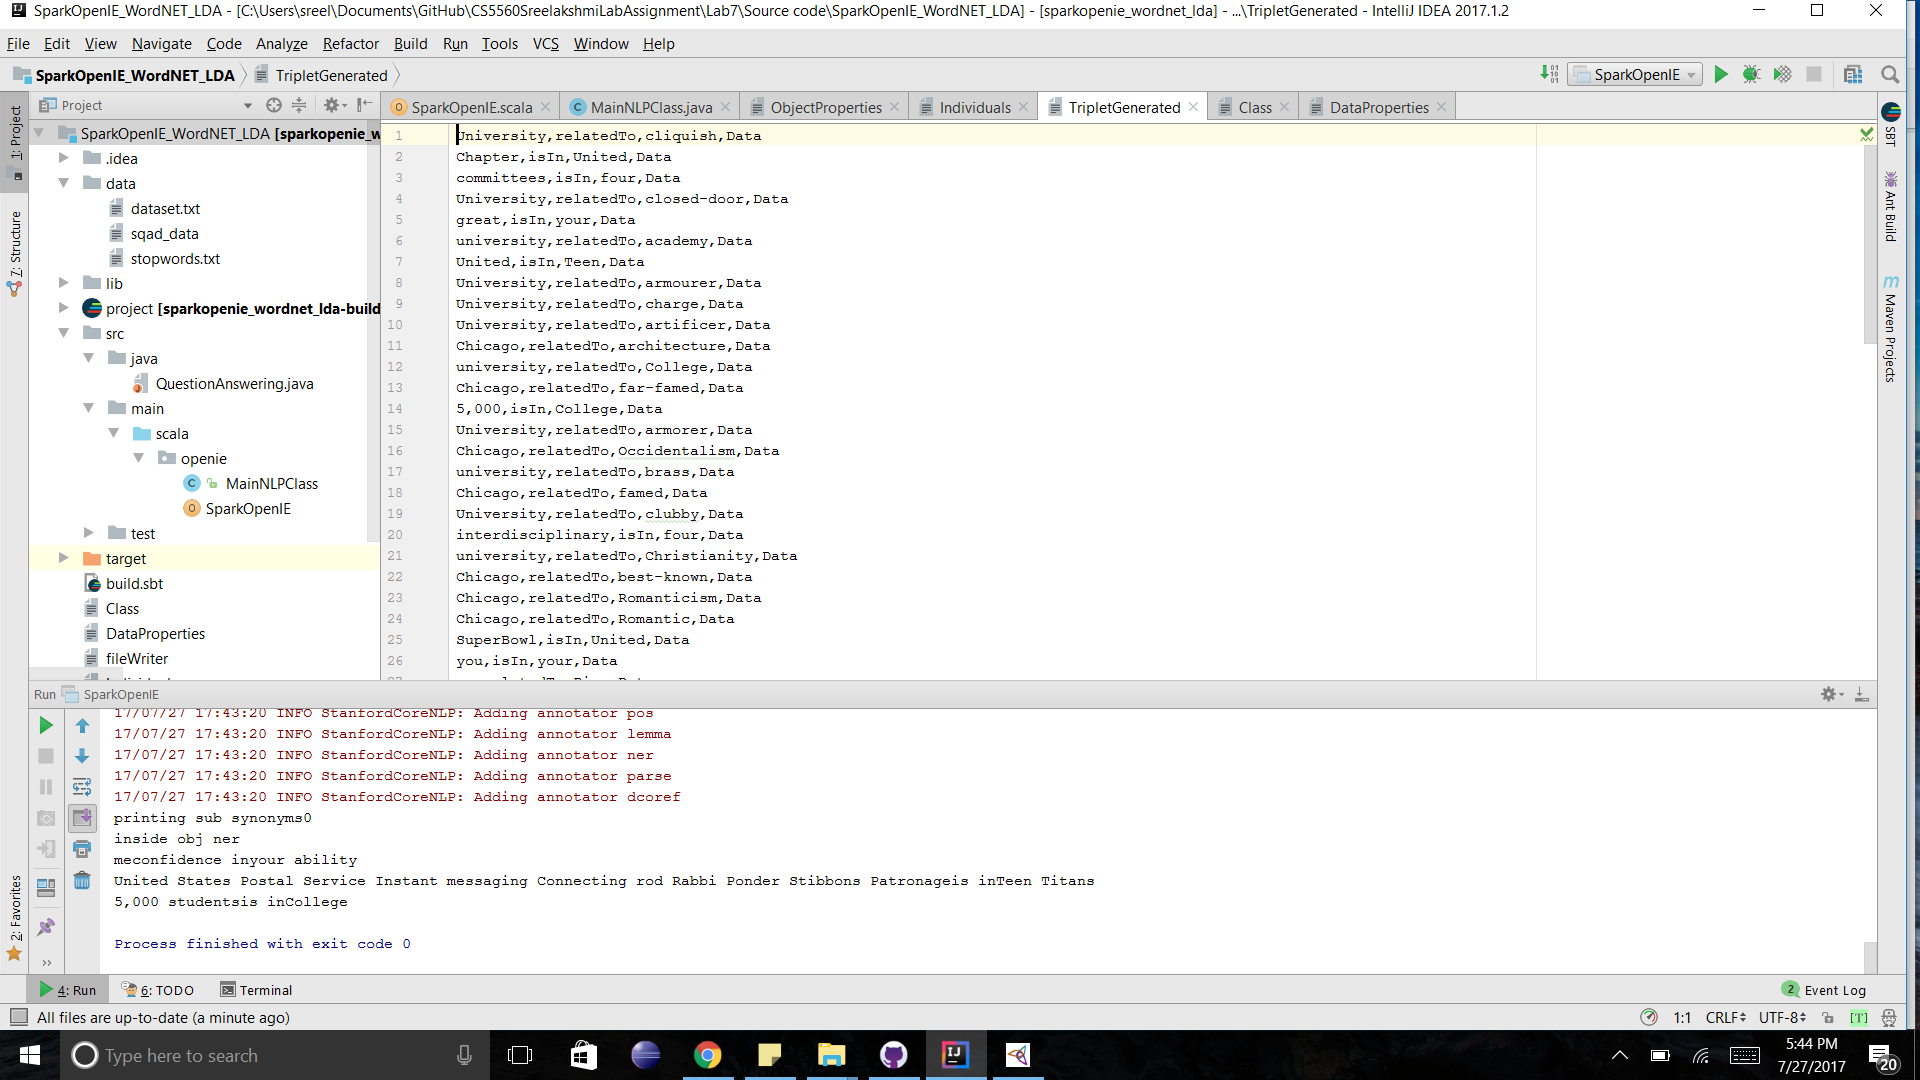 SparkOpenIE_WordNET_LDA - [C:\Users\sreel\Documents\GitHub\CS5560SreelakshmiLabAssignment\Lab7\Source code\SparkOpenIE_WordNET_LDA] - [sparkopenie_wordnet_lda] - ...\TripletGenerated - IntelliJ IDEA 2017.1.2
File Edit View Navigate Code Analyze Refactor Build Run Tools VCS Window Help
SparkOpenIE_WordNET_LDA TripletGenerated SparkOpenIE
Project
SparkOpenIE.scala MainNLPClass.java ObjectProperties Individuals TripletGenerated Class DataProperties
1: Project
7: Structure
2: Favorites
SparkOpenIE_WordNET_LDA [sparkopenie_w
.idea
data
dataset.txt
sqad_data
stopwords.txt
lib
project [sparkopenie_wordnet_lda-build
src
java
QuestionAnswering.java
main
scala
openie
MainNLPClass
SparkOpenIE
test
target
build.sbt
Class
DataProperties
fileWriter
1 University,relatedTo,cliquish,Data
2 Chapter,isIn,United,Data
3 committees,isIn,four,Data
4 University,relatedTo,closed-door,Data
5 great,isIn,your,Data
6 university,relatedTo,academy,Data
7 United,isIn,Teen,Data
8 University,relatedTo,armourer,Data
9 University,relatedTo,charge,Data
10 University,relatedTo,artificer,Data
11 Chicago,relatedTo,architecture,Data
12 university,relatedTo,College,Data
13 Chicago,relatedTo,far-famed,Data
14 5,000,isIn,College,Data
15 University,relatedTo,armorer,Data
16 Chicago,relatedTo,Occidentalism,Data
17 university,relatedTo,brass,Data
18 Chicago,relatedTo,famed,Data
19 University,relatedTo,clubby,Data
20 interdisciplinary,isIn,four,Data
21 university,relatedTo,Christianity,Data
22 Chicago,relatedTo,best-known,Data
23 Chicago,relatedTo,Romanticism,Data
24 Chicago,relatedTo,Romantic,Data
25 SuperBowl,isIn,United,Data
26 you,isIn,your,Data
SBT
Ant Build
Maven Projects
Run SparkOpenIE
17/07/27 17:43:20 INFO StanfordCoreNLP: Adding annotator pos
17/07/27 17:43:20 INFO StanfordCoreNLP: Adding annotator lemma
17/07/27 17:43:20 INFO StanfordCoreNLP: Adding annotator ner
17/07/27 17:43:20 INFO StanfordCoreNLP: Adding annotator parse
17/07/27 17:43:20 INFO StanfordCoreNLP: Adding annotator dcoref
printing sub synonyms0
inside obj ner
meconfidence inyour ability
United States Postal Service Instant messaging Connecting rod Rabbi Ponder Stibbons Patronageis inTeen Titans
5,000 studentsis inCollege
Process finished with exit code 0
4: Run 6: TODO Terminal 2 Event Log
All files are up-to-date (a minute ago) 1:1 CRLF UTF-8 [T]
Type here to search
5:44 PM
7/27/2017
20